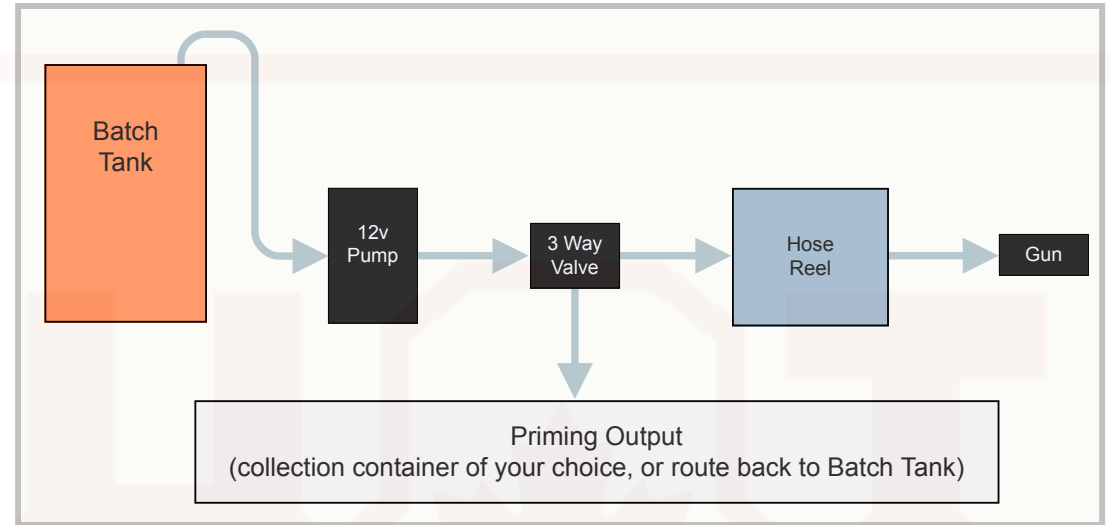 Batch
Tank
12v
Pump
3 Way
Valve
Hose
Reel
Gun
Priming Output
(collection container of your choice, or route back to Batch Tank)